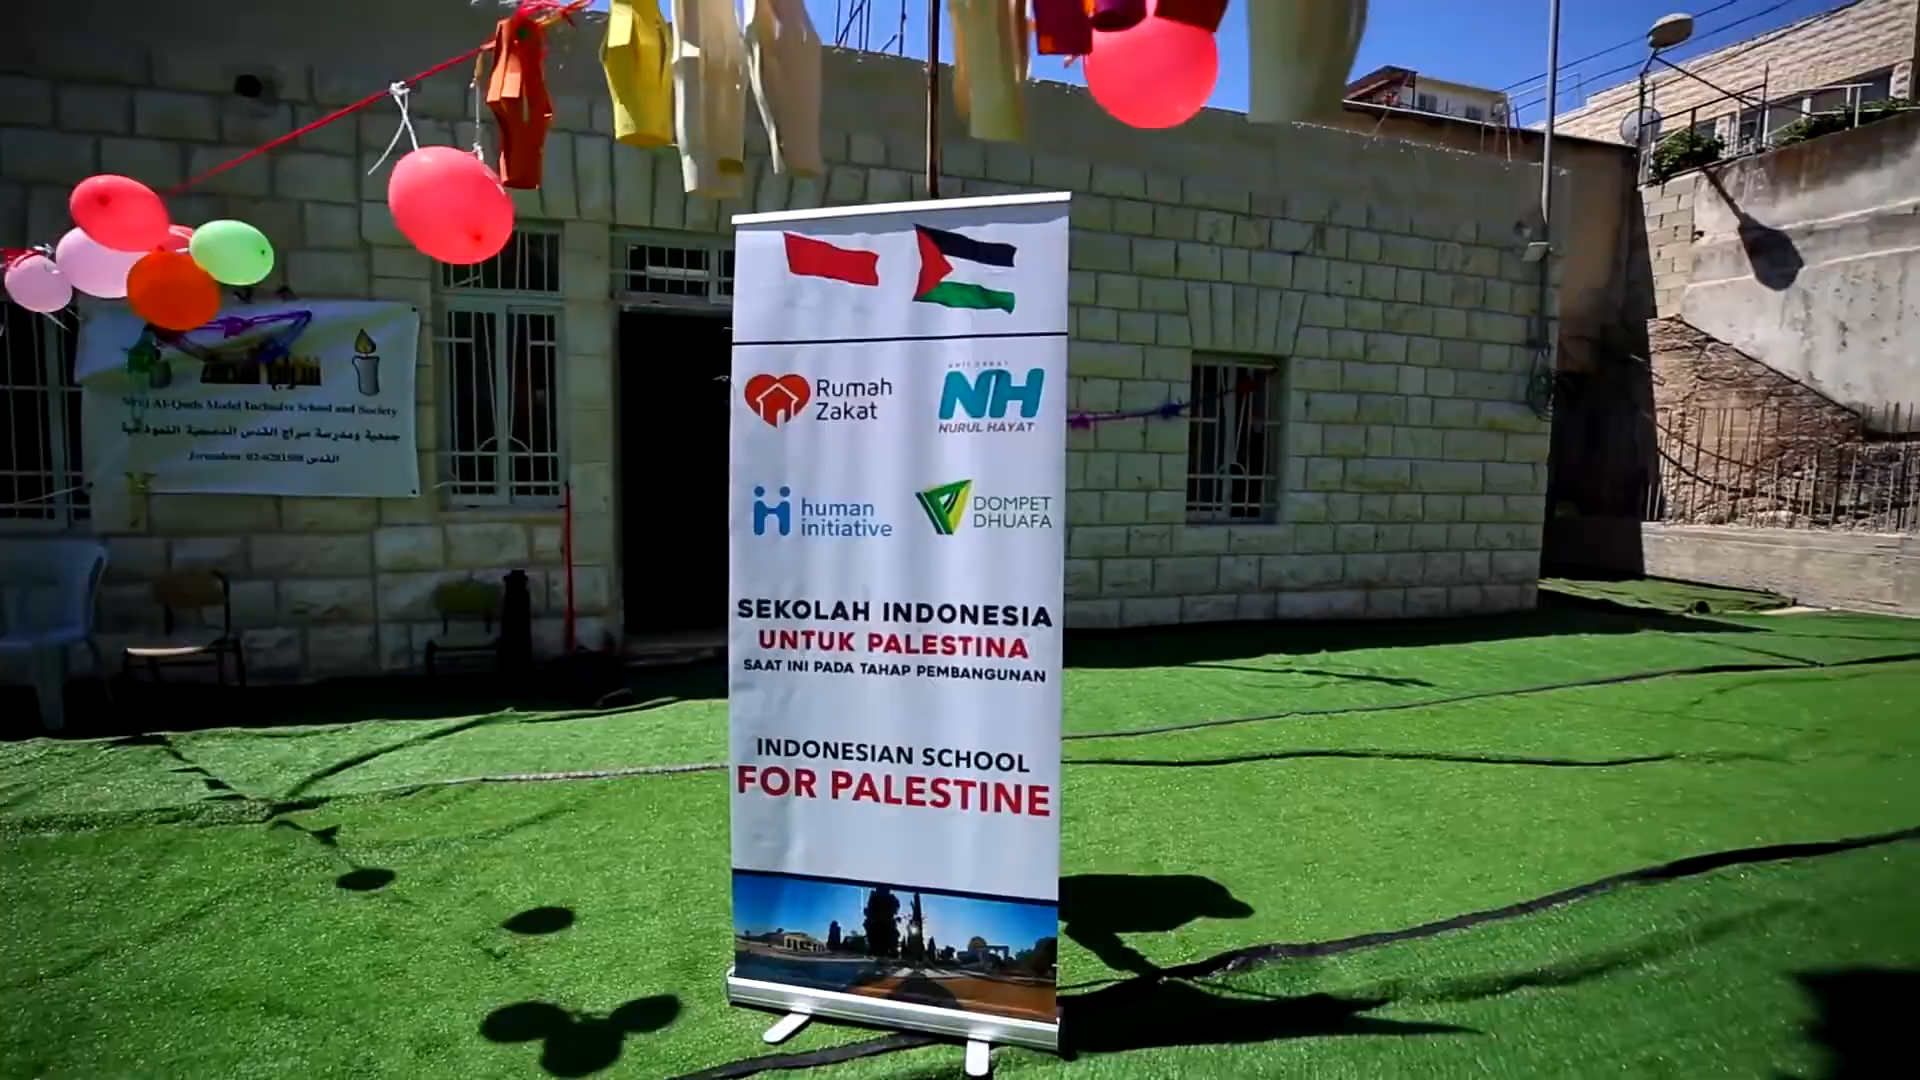 Siraj Al-Quds Model Inclusive School and Society
جمعية ومدرسة سراج القدس الدمجية النموذجية
Jerusalem القدس
Rumah
Zakat
NH
NURUL HAYAT
human
initiative
DOMPET
DHUAFA
SEKOLAH INDONESIA
UNTUK PALESTINA
SAAT INI PADA TAHAP PEMBANGUNAN
INDONESIAN SCHOOL
FOR PALESTINE